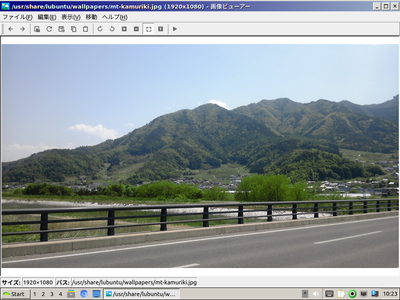 /usr/share/lubuntu/wallpapers/mt-kamuriki.jpg (1920x1080) - 画像ビューアー
ファイル(F) 編集(E) 表示(V) 移動 ヘルプ(H)
サイズ: 1920×1080 パス: /usr/share/lubuntu/wallpapers/mt-kamuriki.jpg
Start 1 2 3 4 /usr/share/lubuntu/w... 10:23